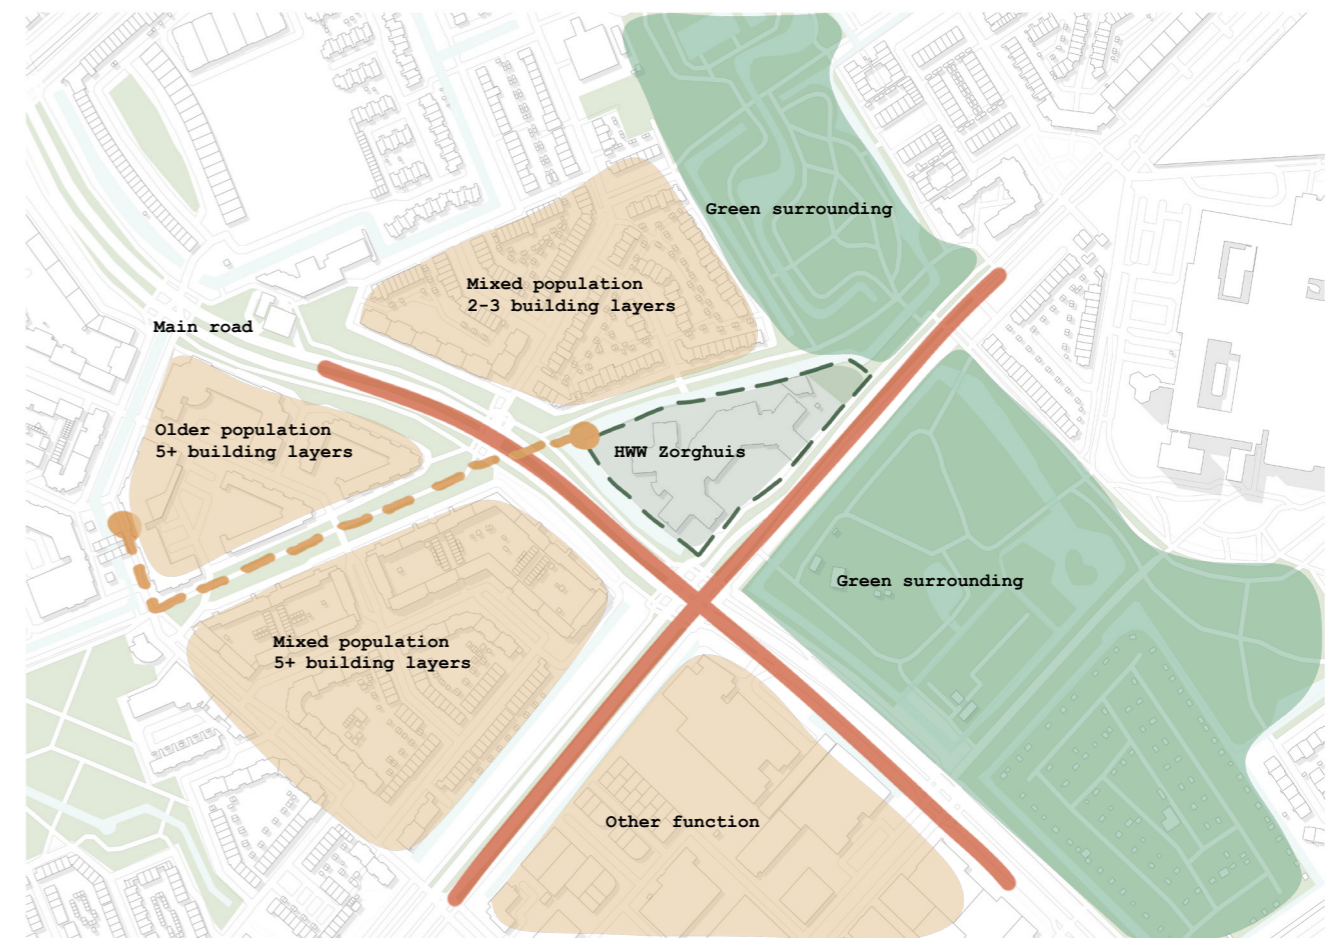 Green surrounding
Mixed population
2-3 building layers
Main road
Older population
5+ building layers
HWW Zorghuis
Green surrounding
Mixed population
5+ building layers
Other function